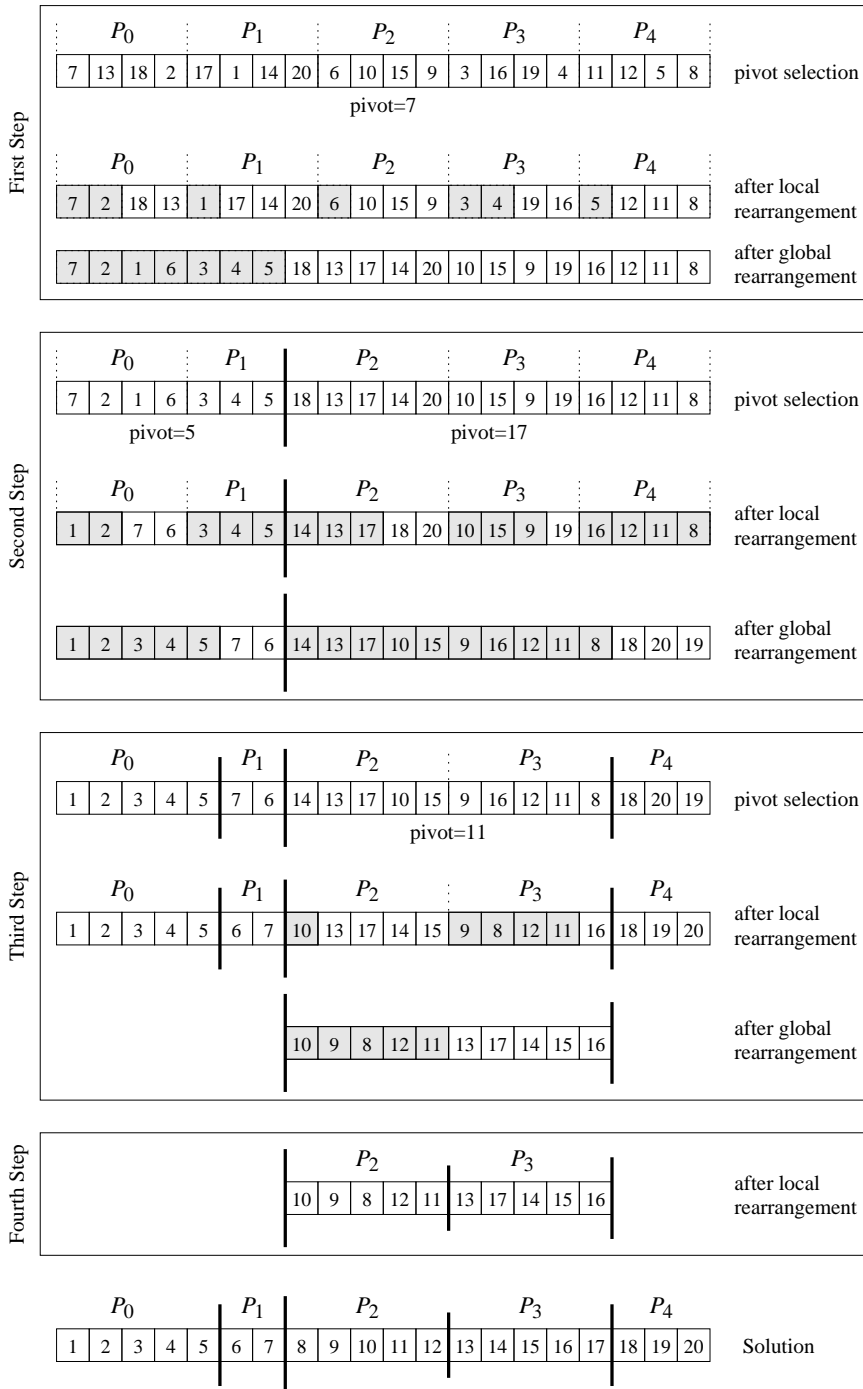 First Step
P0 P1 P2 P3 P4
7 13 18 2 17 1 14 20 6 10 15 9 3 16 19 4 11 12 5 8
pivot selection
pivot=7
P0 P1 P2 P3 P4
7 2 18 13 1 17 14 20 6 10 15 9 3 4 19 16 5 12 11 8
after local
rearrangement
7 2 1 6 3 4 5 18 13 17 14 20 10 15 9 19 16 12 11 8
after global
rearrangement
Second Step
P0 P1 P2 P3 P4
7 2 1 6 3 4 5 18 13 17 14 20 10 15 9 19 16 12 11 8
pivot selection
pivot=5 pivot=17
P0 P1 P2 P3 P4
1 2 7 6 3 4 5 14 13 17 18 20 10 15 9 19 16 12 11 8
after local
rearrangement
1 2 3 4 5 7 6 14 13 17 10 15 9 16 12 11 8 18 20 19
after global
rearrangement
Third Step
P0 P1 P2 P3 P4
1 2 3 4 5 7 6 14 13 17 10 15 9 16 12 11 8 18 20 19
pivot selection
pivot=11
P0 P1 P2 P3 P4
1 2 3 4 5 6 7 10 13 17 14 15 9 8 12 11 16 18 19 20
after local
rearrangement
10 9 8 12 11 13 17 14 15 16
after global
rearrangement
Fourth Step
P2 P3
10 9 8 12 11 13 17 14 15 16
after local
rearrangement
P0 P1 P2 P3 P4
1 2 3 4 5 6 7 8 9 10 11 12 13 14 15 16 17 18 19 20
Solution